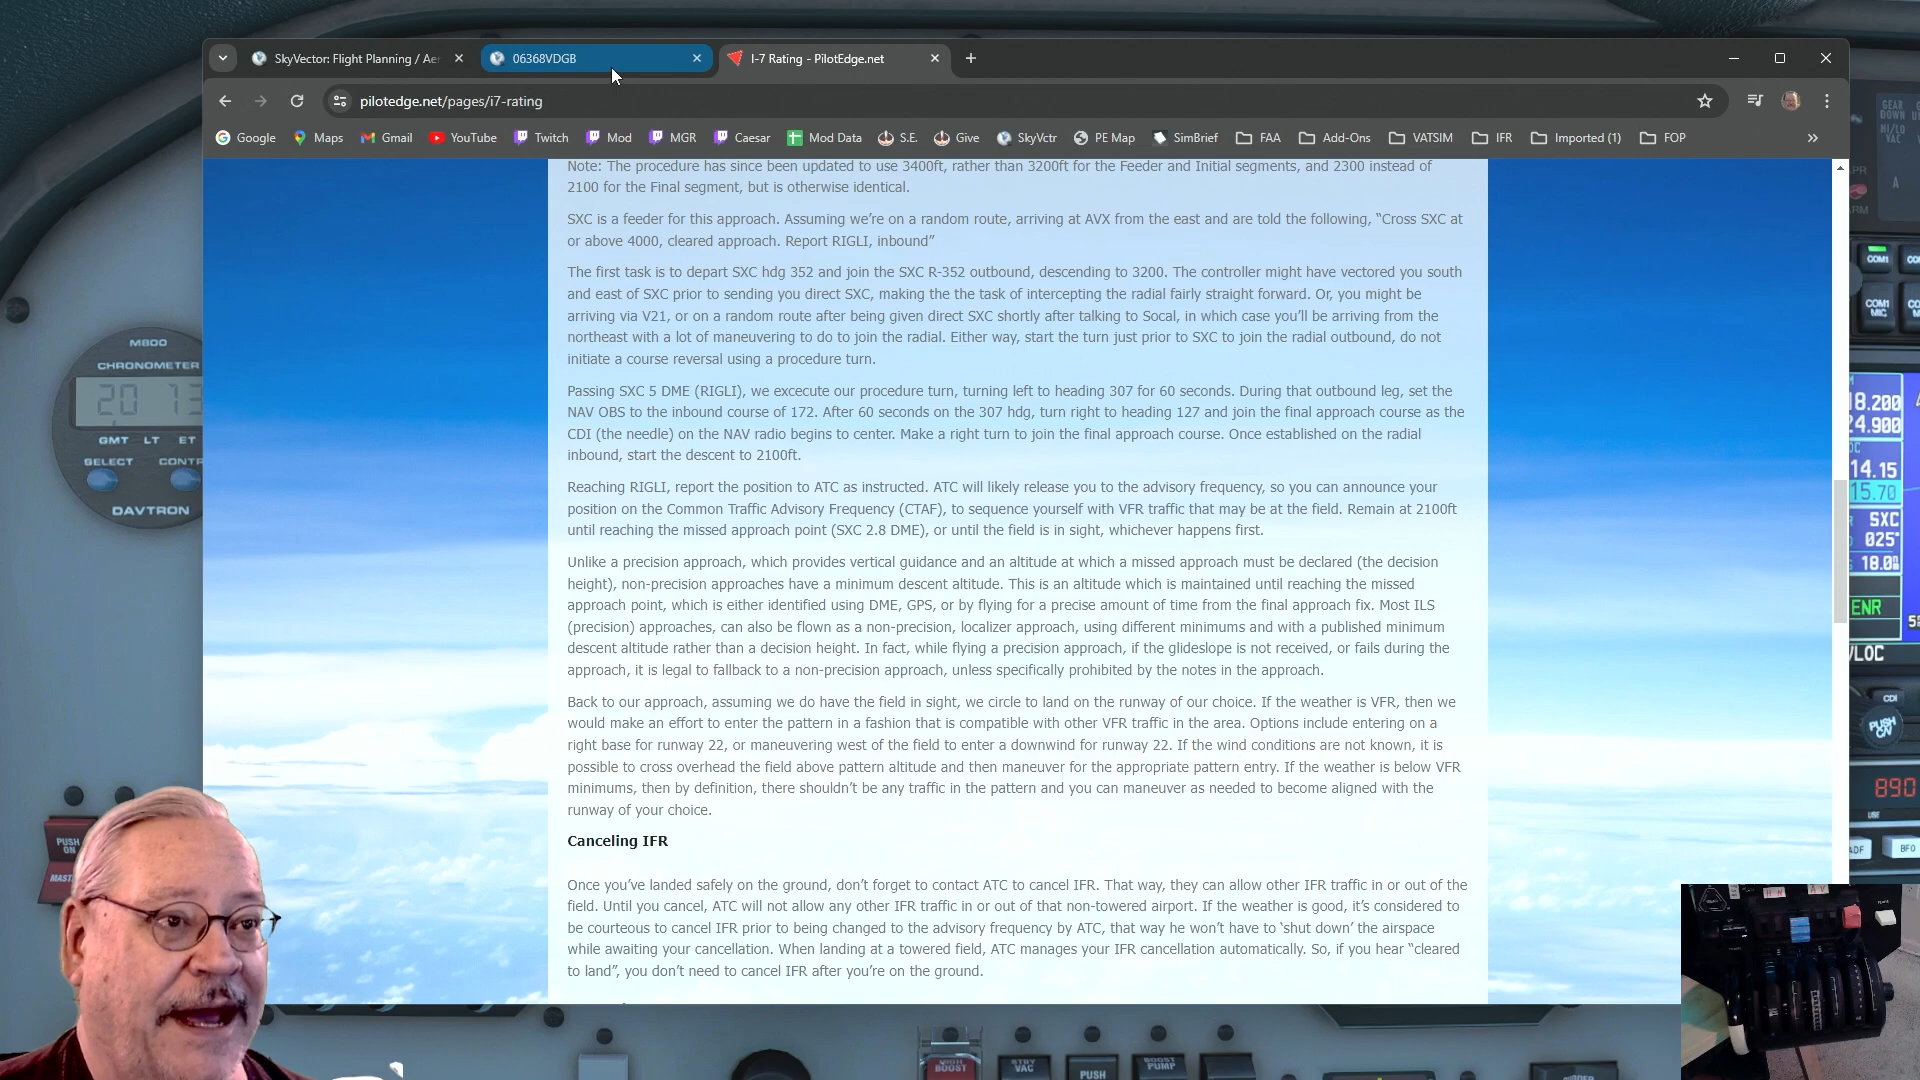 SkyVector: Flight Planning / Aer
06368VDGB
I-7 Rating - PilotEdge.net
pilotedge.net/pages/i7-rating
Google Maps Gmail YouTube Twitch Mod MGR Caesar Mod Data S.E. Give SkyVctr PE Map SimBrief FAA Add-Ons VATSIM IFR Imported (1) FOP
Note: The procedure has since been updated to use 3400ft, rather than 3200ft for the Feeder and Initial segments, and 2300 instead of
2100 for the Final segment, but is otherwise identical.
SXC is a feeder for this approach. Assuming we're on a random route, arriving at AVX from the east and are told the following, “Cross SXC at
or above 4000, cleared approach. Report RIGLI, inbound”
The first task is to depart SXC hdg 352 and join the SXC R-352 outbound, descending to 3200. The controller might have vectored you south
and east of SXC prior to sending you direct SXC, making the the task of intercepting the radial fairly straight forward. Or, you might be
arriving via V21, or on a random route after being given direct SXC shortly after talking to Socal, in which case you'll be arriving from the
northeast with a lot of maneuvering to do to join the radial. Either way, start the turn just prior to SXC to join the radial outbound, do not
initiate a course reversal using a procedure turn.
Passing SXC 5 DME (RIGLI), we excecute our procedure turn, turning left to heading 307 for 60 seconds. During that outbound leg, set the
NAV OBS to the inbound course of 172. After 60 seconds on the 307 hdg, turn right to heading 127 and join the final approach course as the
CDI (the needle) on the NAV radio begins to center. Make a right turn to join the final approach course. Once established on the radial
inbound, start the descent to 2100ft.
Reaching RIGLI, report the position to ATC as instructed. ATC will likely release you to the advisory frequency, so you can announce your
position on the Common Traffic Advisory Frequency (CTAF), to sequence yourself with VFR traffic that may be at the field. Remain at 2100ft
until reaching the missed approach point (SXC 2.8 DME), or until the field is in sight, whichever happens first.
Unlike a precision approach, which provides vertical guidance and an altitude at which a missed approach must be declared (the decision
height), non-precision approaches have a minimum descent altitude. This is an altitude which is maintained until reaching the missed
approach point, which is either identified using DME, GPS, or by flying for a precise amount of time from the final approach fix. Most ILS
(precision) approaches, can also be flown as a non-precision, localizer approach, using different minimums and with a published minimum
descent altitude rather than a decision height. In fact, while flying a precision approach, if the glideslope is not received, or fails during the
approach, it is legal to fallback to a non-precision approach, unless specifically prohibited by the notes in the approach.
Back to our approach, assuming we do have the field in sight, we circle to land on the runway of our choice. If the weather is VFR, then we
would make an effort to enter the pattern in a fashion that is compatible with other VFR traffic in the area. Options include entering on a
right base for runway 22, or maneuvering west of the field to enter a downwind for runway 22. If the wind conditions are not known, it is
possible to cross overhead the field above pattern altitude and then maneuver for the appropriate pattern entry. If the weather is below VFR
minimums, then by definition, there shouldn't be any traffic in the pattern and you can maneuver as needed to become aligned with the
runway of your choice.
Canceling IFR
Once you've landed safely on the ground, don't forget to contact ATC to cancel IFR. That way, they can allow other IFR traffic in or out of the
field. Until you cancel, ATC will not allow any other IFR traffic in or out of that non-towered airport. If the weather is good, it's considered to
be courteous to cancel IFR prior to being changed to the advisory frequency by ATC, that way he won't have to ‘shut down’ the airspace
while awaiting your cancellation. When landing at a towered field, ATC manages your IFR cancellation automatically. So, if you hear “cleared
to land”, you don't need to cancel IFR after you're on the ground.
M800
CHRONOMETER
GMT LT ET
SELECT CONTR
DAVTRON
PUSH
ON
MAST
GEAR
DOWN
COM1
COM1
MIC
18.200
24.900
14.15
15.70
SXC
025°
18.0
ENR
VLOC
CDI
PUSH
890
ADF BFO
HIGH
BOOST
STBY
VAC
PUSH
BOOST
PUMP